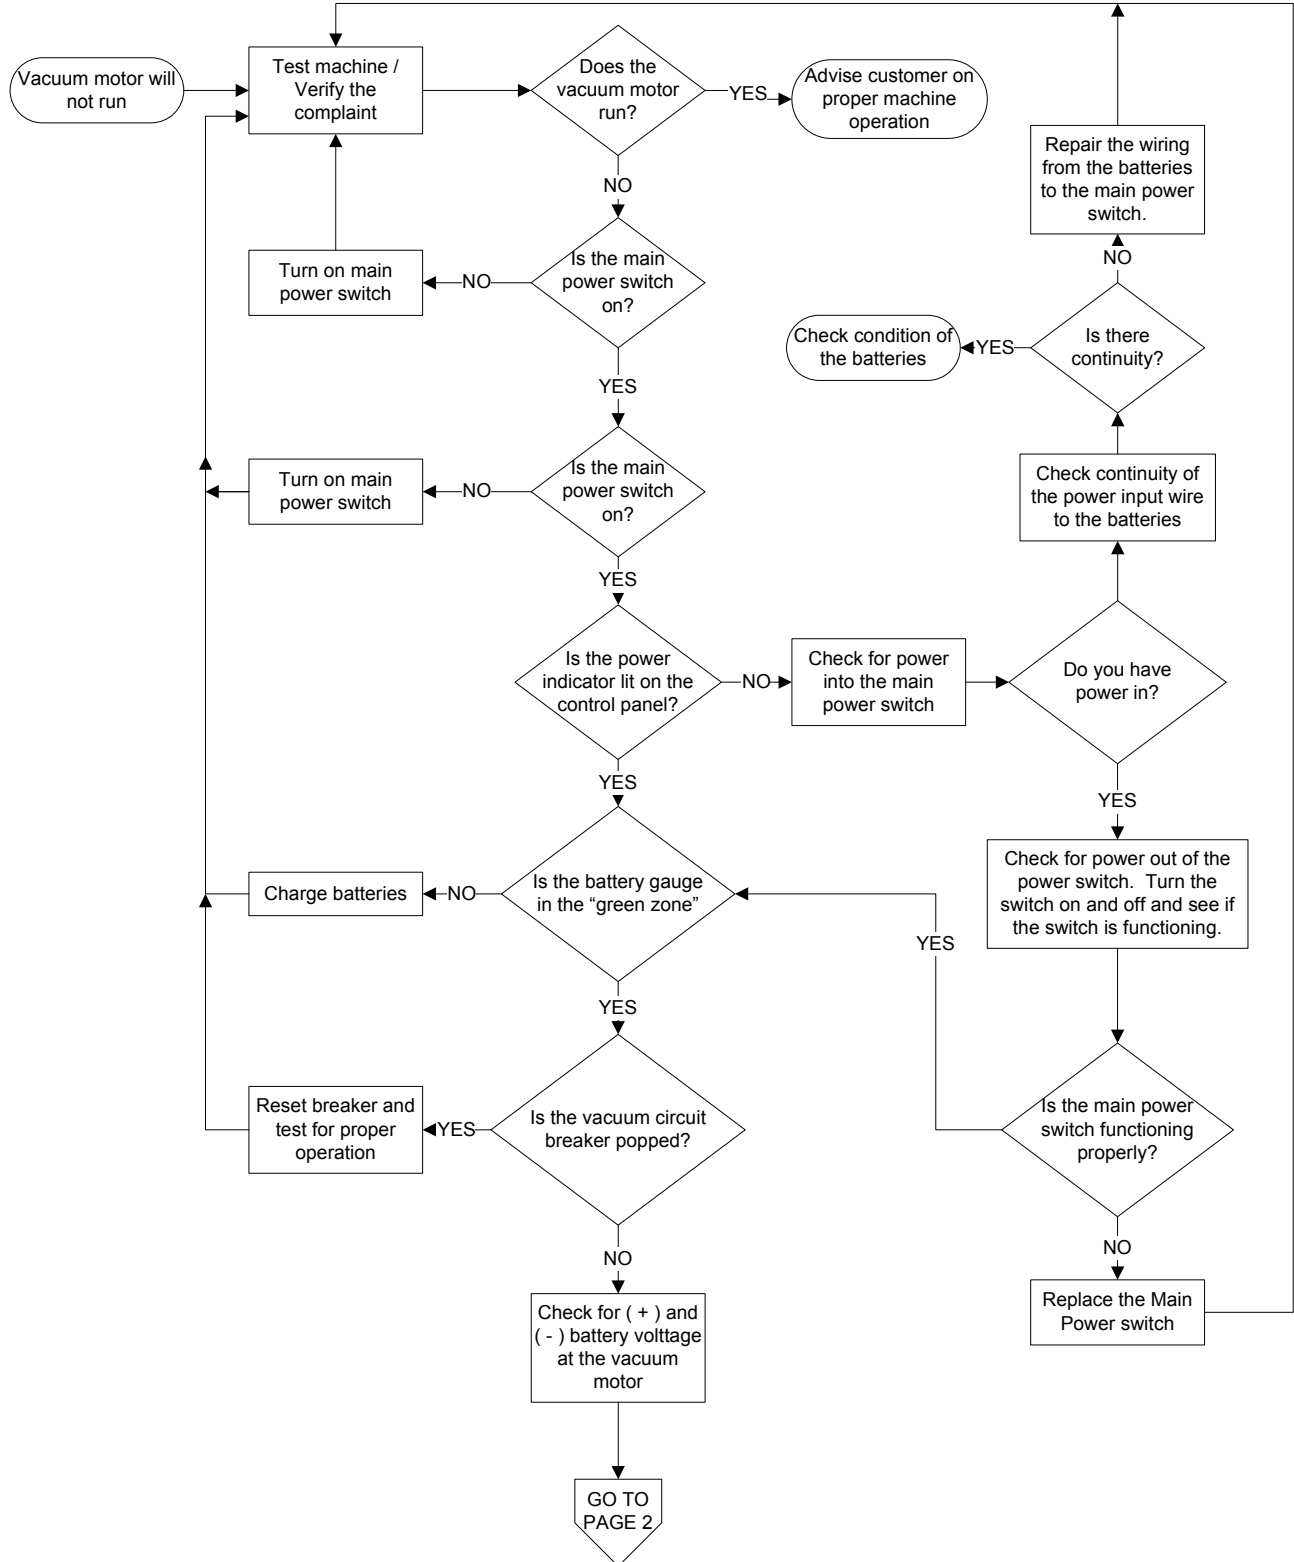 Vacuum motor will
not run
Test machine /
Verify the
complaint
Does the
vacuum motor
run?
YES
Advise customer on
proper machine
operation
NO
Repair the wiring
from the batteries
to the main power
switch.
NO
Turn on main
power switch
NO
Is the main
power switch
on?
Check condition of
the batteries
YES
Is there
continuity?
YES
Turn on main
power switch
NO
Is the main
power switch
on?
Check continuity of
the power input wire
to the batteries
YES
Is the power
indicator lit on the
control panel?
NO
Check for power
into the main
power switch
Do you have
power in?
YES
YES
Charge batteries
NO
Is the battery gauge
in the “green zone”
Check for power out of the
power switch.  Turn the
switch on and off and see if
the switch is functioning.
YES
YES
Reset breaker and
test for proper
operation
YES
Is the vacuum circuit
breaker popped?
Is the main power
switch functioning
properly?
NO
NO
Check for ( + ) and
( - ) battery volttage
at the vacuum
motor
Replace the Main
Power switch
GO TO
PAGE 2